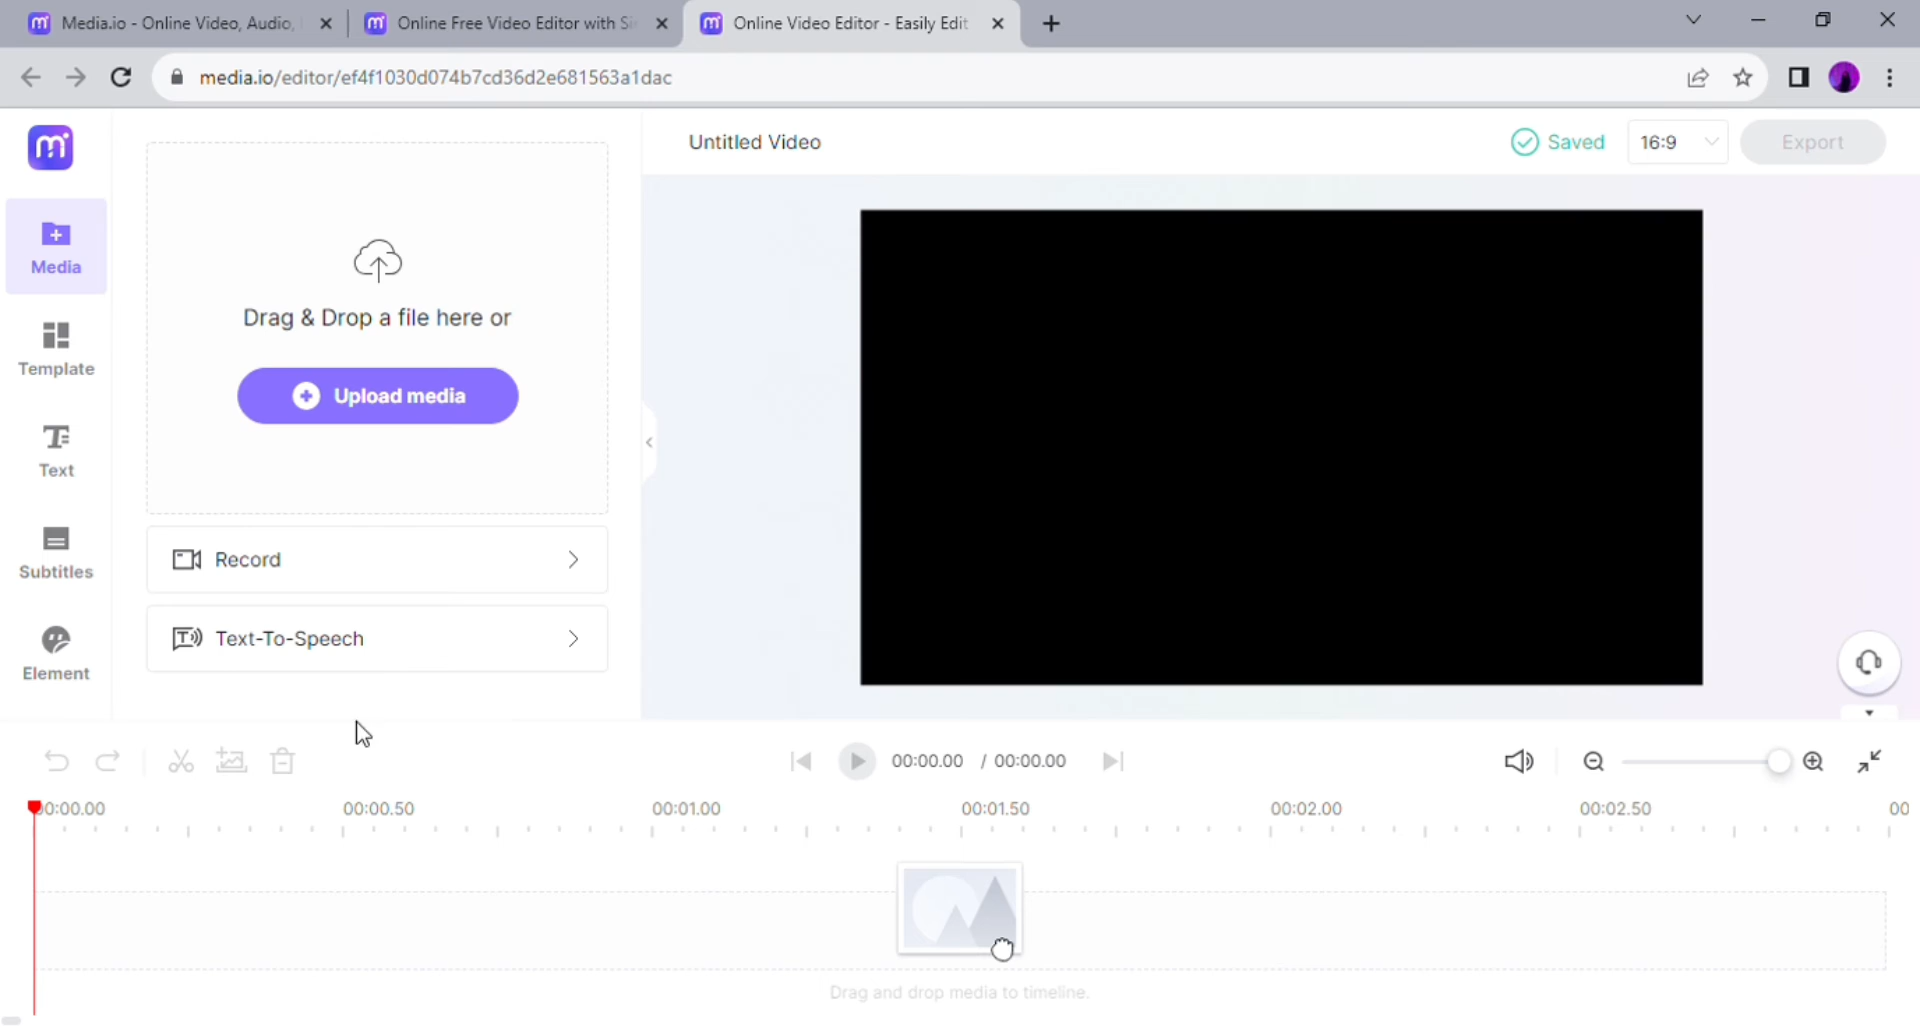 Media.io - Online Video, Audio,
Online Free Video Editor with Si
Online Video Editor - Easily Edit
media.io/editor/ef4f1030d074b7cd36d2e681563a1dac
m
Untitled Video
Saved
16:9
Export
Media
Template
Text
Subtitles
Element
Drag & Drop a file here or
Upload media
Record
Text-To-Speech
00:00.00 / 00:00.00
00:00.00 00:00.50 00:01.00 00:01.50 00:02.00 00:02.50 00
Drag and drop media to timeline.